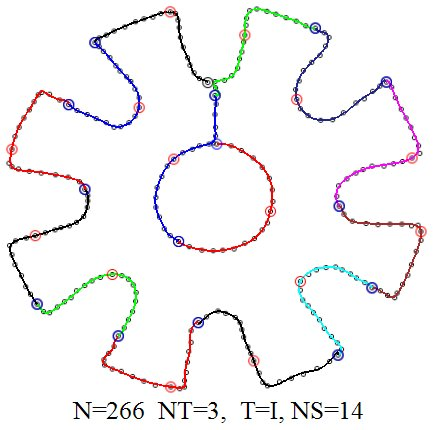 N=266 NT=3, T=I, NS=14